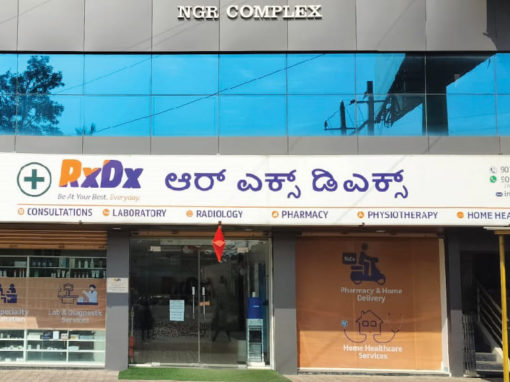 NGR COMPLEX
RxDx ಆರ್ ಎಕ್ಸ್ ಡಿಎಕ್ಸ್
Be At Your Best. Everyday.
CONSULTATIONS LABORATORY RADIOLOGY PHARMACY PHYSIOTHERAPY
HOME
Lab & Diagnostic
Services
Pharmacy & Home
Delivery
Home Healthcare
Services